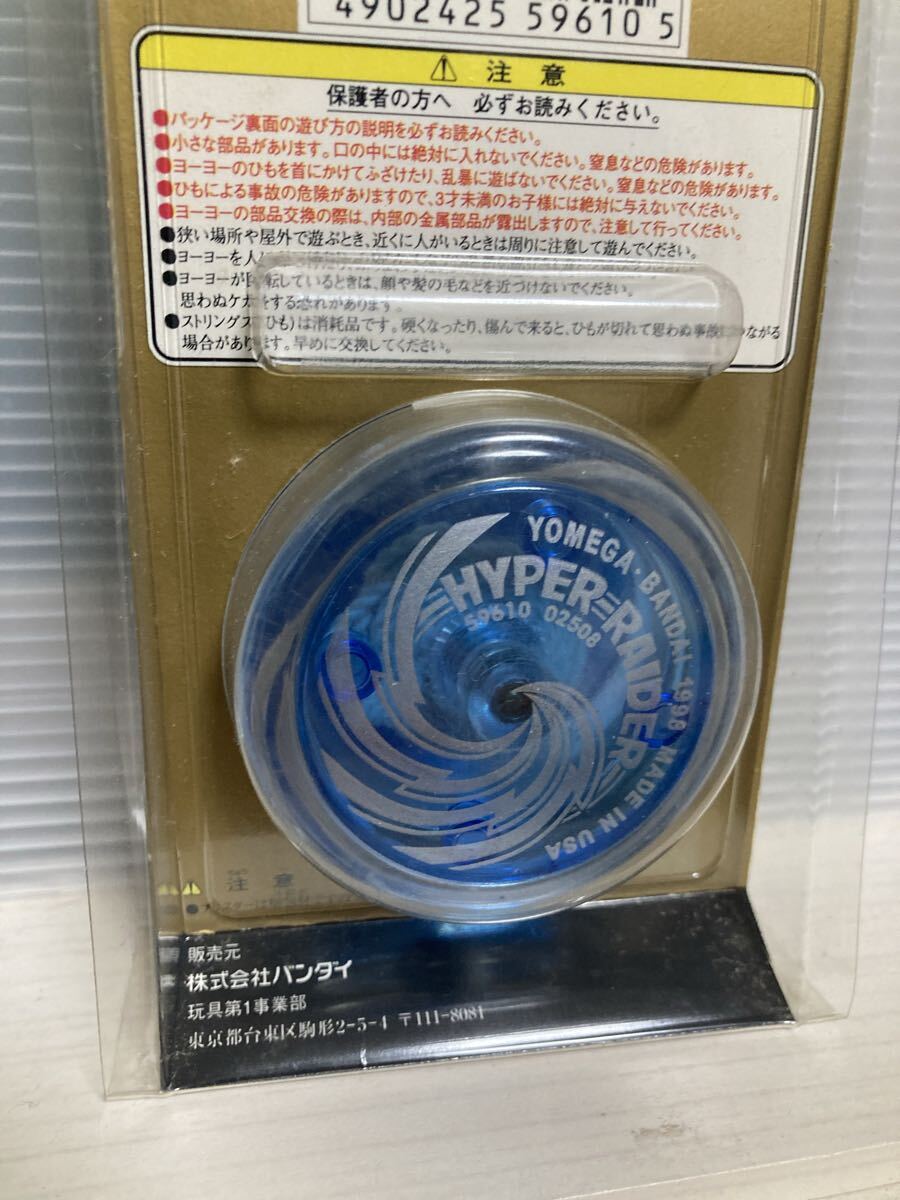 4902425 596105
注意
保護者の方へ 必ずお読みください。
●パッケージ裏面の遊び方の説明を必ずお読みください。
●小さな部品があります。口の中には絶対に入れないでください。窒息などの危険があります。
●ヨーヨーのひもを首にかけてふざけたり、乱暴に遊ばないでください。窒息などの危険があります。
●ひもによる事故の危険がありますので、3才未満のお子様には絶対に与えないでください。
●ヨーヨーの部品交換の際は、内部の金属部品が露出しますので、注意して行ってください。
●狭い場所や屋外で遊ぶとき、近くに人がいるときは周りに注意して遊んでください。
●ヨーヨーを人に
●ヨーヨーが回転しているときは、顔や髪の毛などを近づけないでください。
思わぬケガをする恐れがあります。
●ストリングス(ひも)は消耗品です。硬くなったり、傷んで来ると、ひもが切れて思わぬ事故につながる
場合があります。早めに交換してください。
YOMEGA・BANDAI 1998 MADE IN USA
HYPER RAIDER
59610 02508
注意
販売元
株式会社バンダイ
玩具第1事業部
東京都台東区駒形2-5-4 〒111-8081